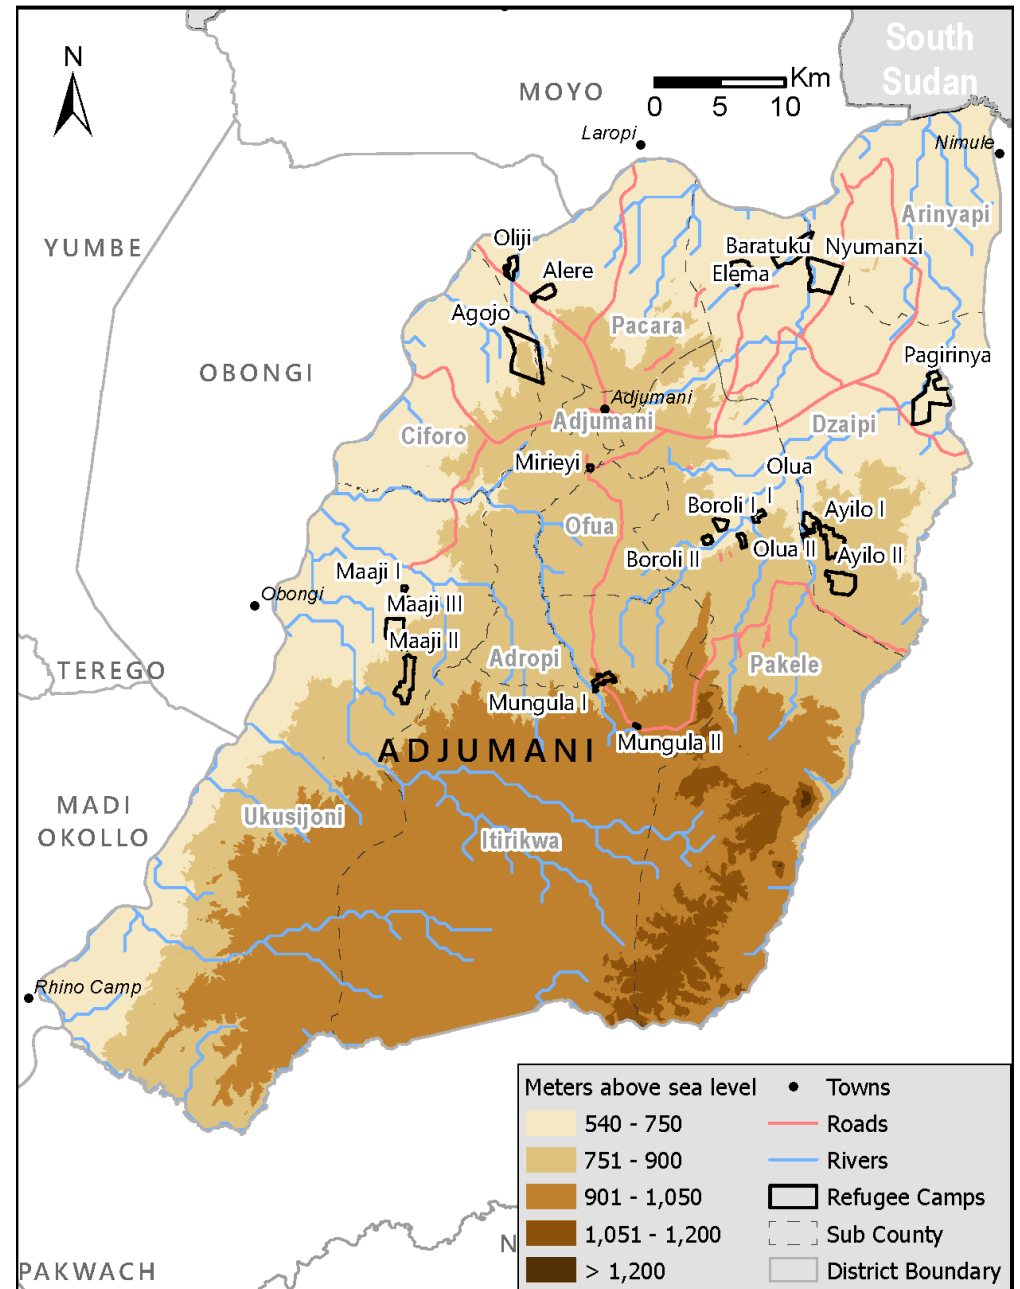 South
Sudan
N
MOYO
Km
0 5 10
Laropi
Nimule
Arinyapi
YUMBE
Oliji
Baratuku
Nyumanzi
Alere
Elema
Agojo
Pacara
Pagirinya
OBONGI
Adjumani
Adjumani
Dzaipi
Ciforo
Mirieyi
Olua
I
Boroli I
Ayilo I
Ofua
Olua II
Boroli II
Ayilo II
Maaji I
Obongi
Maaji III
Maaji II
TEREGO
Adropi
Pakele
Mungula I
Mungula II
ADJUMANI
MADI
OKOLLO
Ukusijoni
Itirikwa
Rhino Camp
Meters above sea level
540 - 750
751 - 900
901 - 1,050
1,051 - 1,200
> 1,200
Towns
Roads
Rivers
Refugee Camps
Sub County
District Boundary
N
PAKWACH